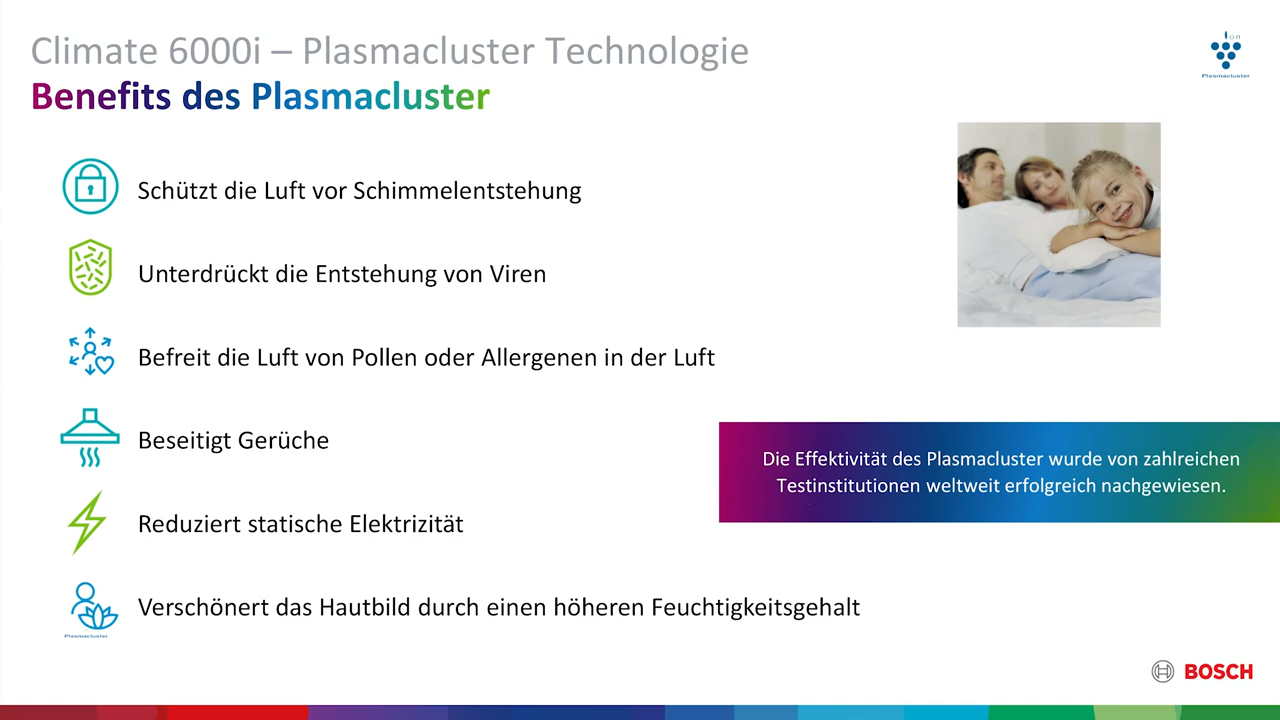 Climate 6000i – Plasmacluster Technologie
Benefits des Plasmacluster
Ion
Plasmacluster
Schützt die Luft vor Schimmelentstehung
Unterdrückt die Entstehung von Viren
Befreit die Luft von Pollen oder Allergenen in der Luft
Beseitigt Gerüche
Die Effektivität des Plasmacluster wurde von zahlreichen
Testinstitutionen weltweit erfolgreich nachgewiesen.
Reduziert statische Elektrizität
Verschönert das Hautbild durch einen höheren Feuchtigkeitsgehalt
Plasmacluster
BOSCH